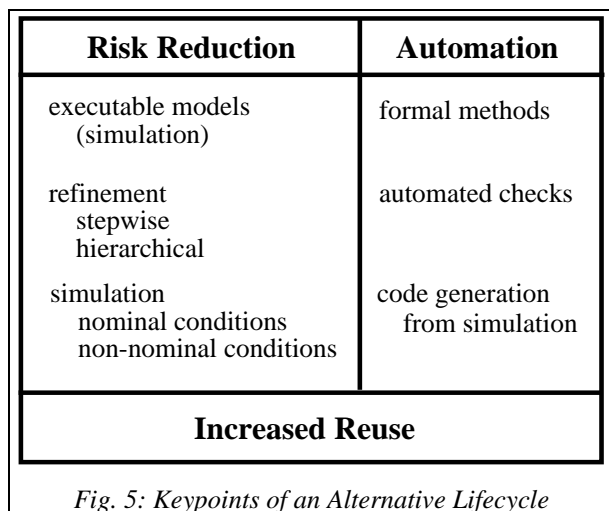 Risk Reduction
Automation
executable models
(simulation)
formal methods
refinement
stepwise
hierarchical
automated checks
simulation
nominal conditions
non-nominal conditions
code generation
from simulation
Increased Reuse
Fig. 5: Keypoints of an Alternative Lifecycle